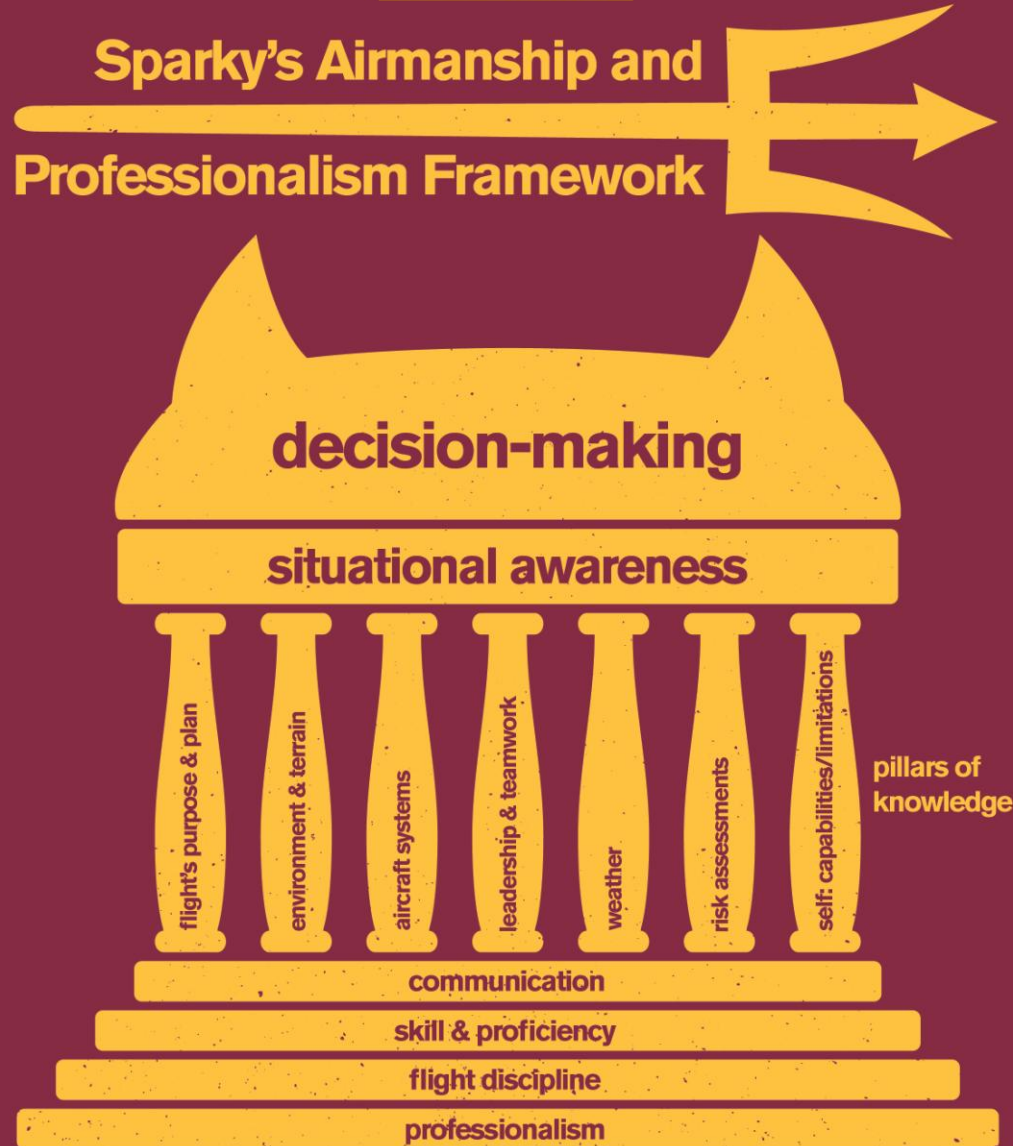 Sparky's Airmanship and
Professionalism Framework
decision-making
situational awareness
flight's purpose & plan
environment & terrain
aircraft systems
leadership & teamwork
weather
risk assessments
self: capabilities/limitations
pillars of
knowledge
communication
skill & proficiency
flight discipline
professionalism